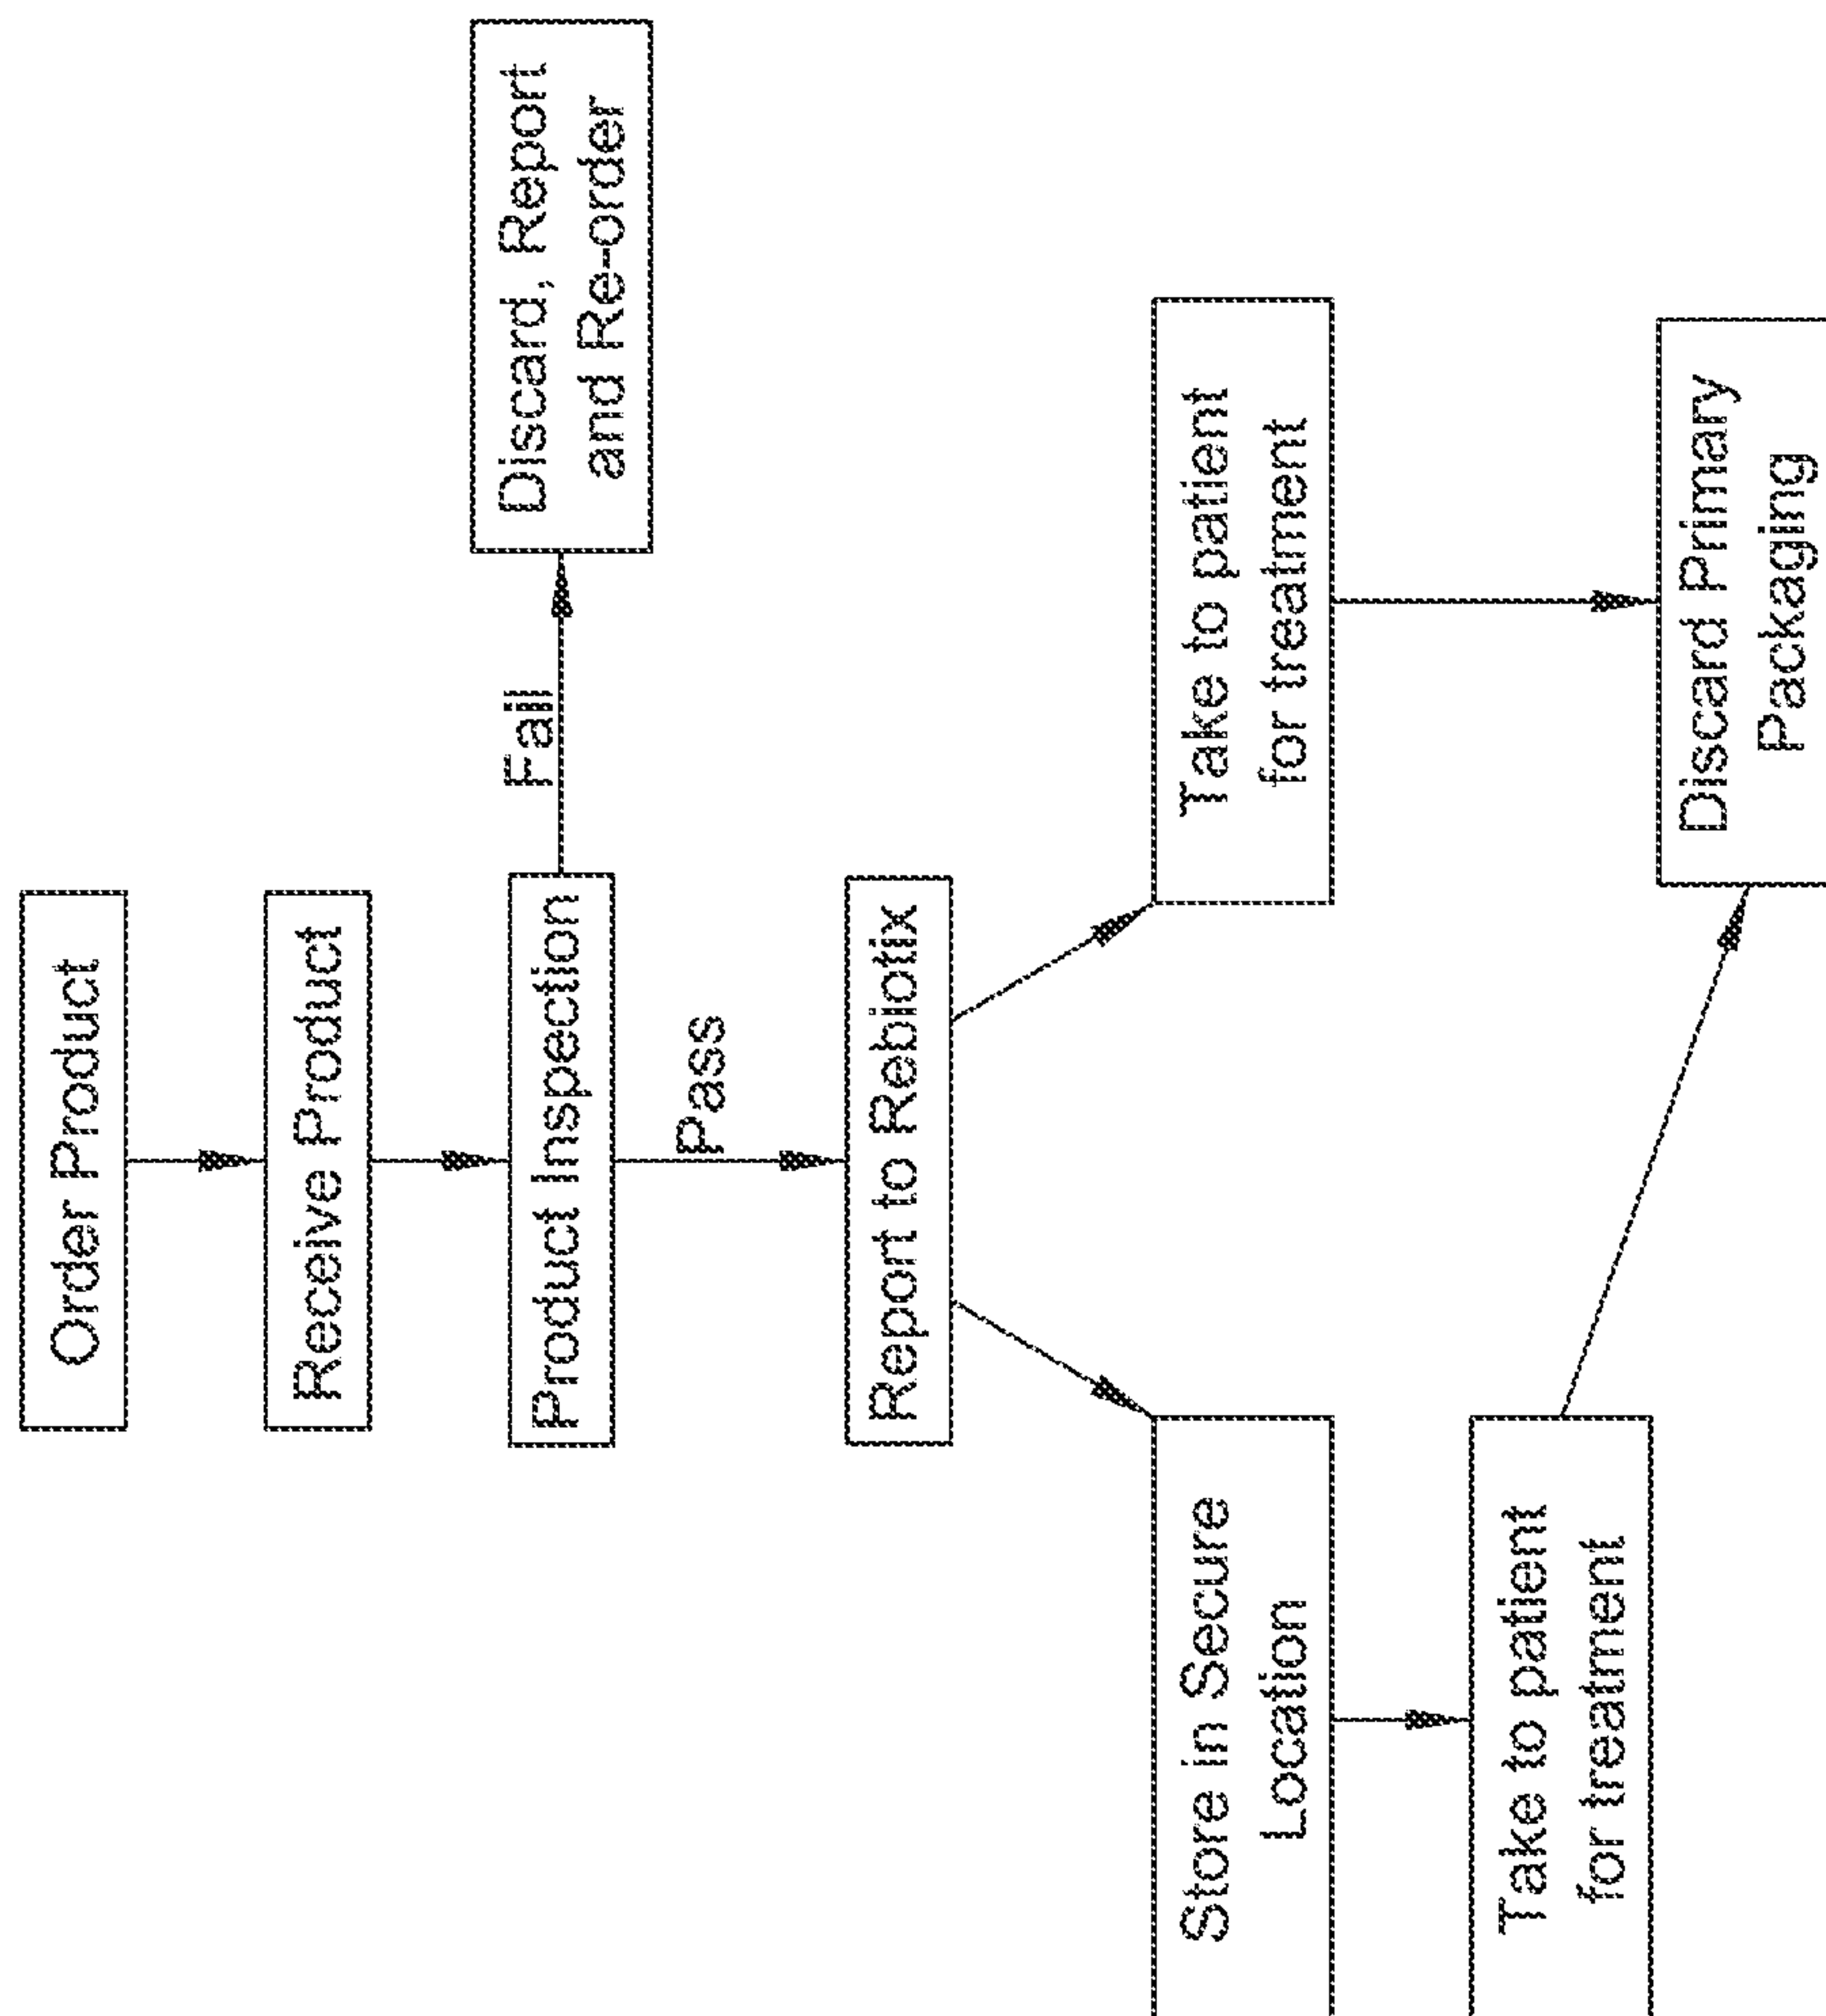 Order Product
Receive Product
Product Inspection
Fail
Discard, Report
and Re-order
Pass
Report to Rebiotix
Store in Secure
Location
Take to patient
for treatment
Take to patient
for treatment
Discard Primary
Packaging